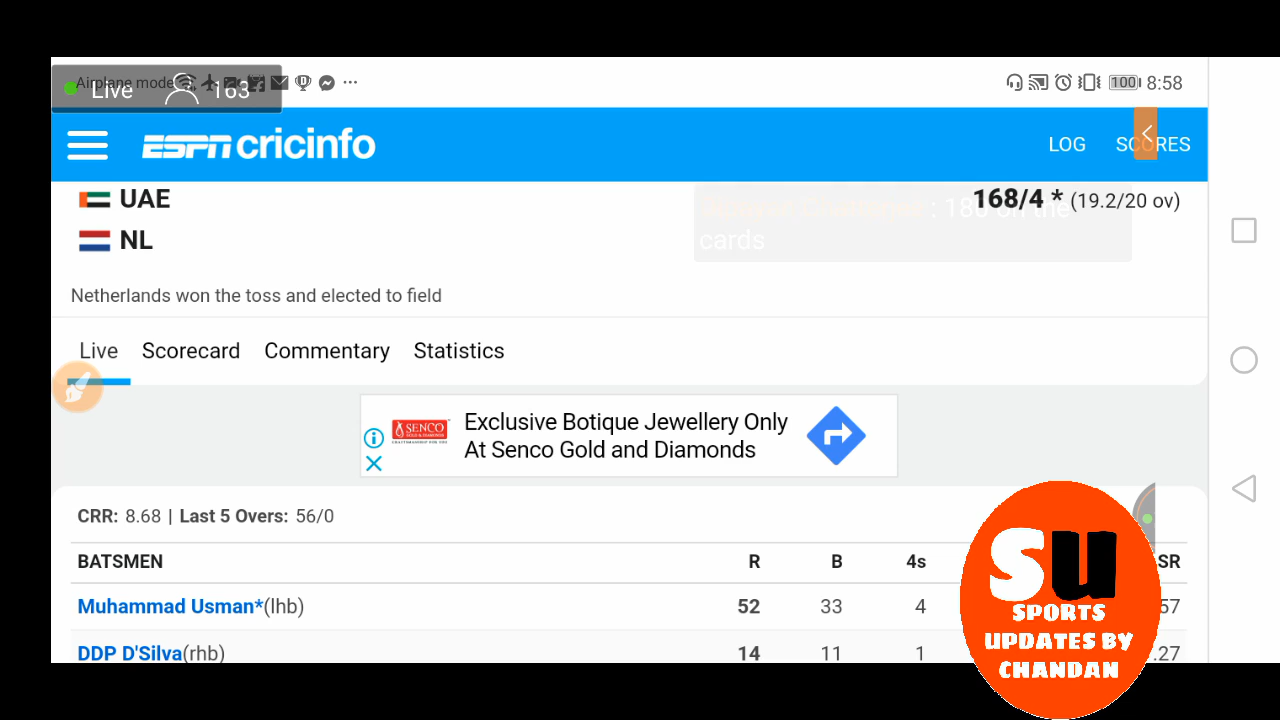 Airplane mode ...
Live 163
100 8:58
ESPN cricinfo
LOG SCORES
UAE 168/4 * (19.2/20 ov)
: 180 on the
cards
NL
Netherlands won the toss and elected to field
Live Scorecard Commentary Statistics
SENCO
Exclusive Botique Jewellery Only
At Senco Gold and Diamonds
CRR: 8.68 | Last 5 Overs: 56/0
BATSMEN R B 4s SR
Muhammad Usman*(lhb) 52 33 4 57
DDP D'Silva(rhb) 14 11 1 .27
SU
SPORTS
UPDATES BY
CHANDAN